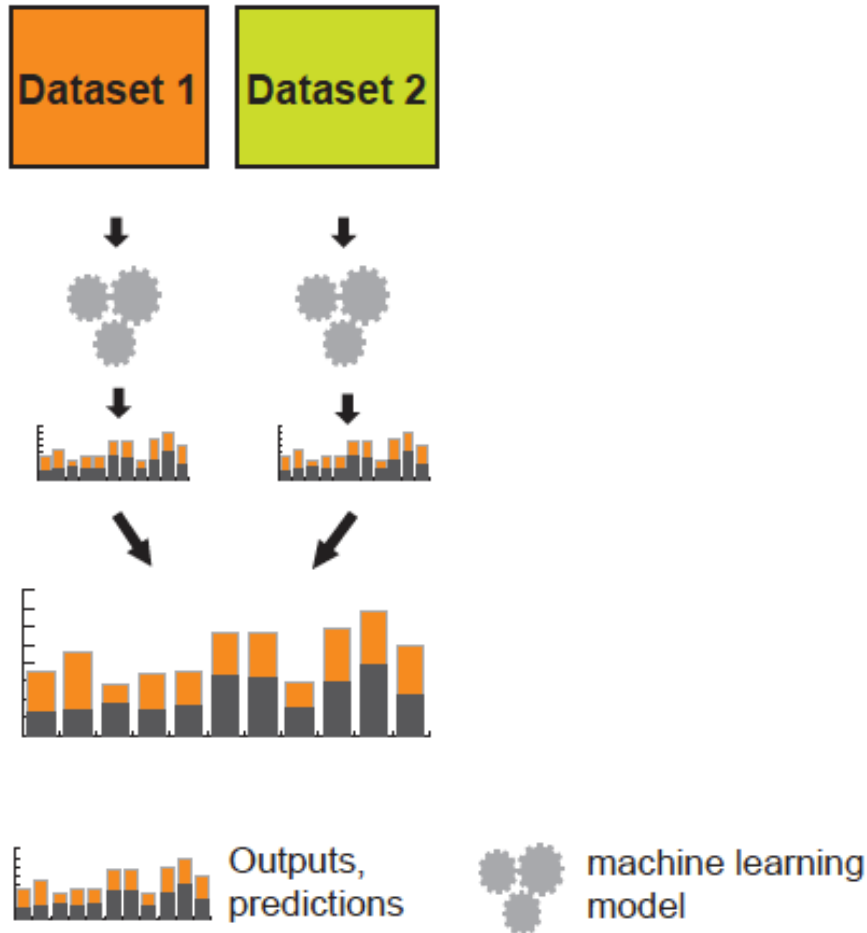 Dataset 1
Dataset 2
Outputs,
predictions
machine learning
model